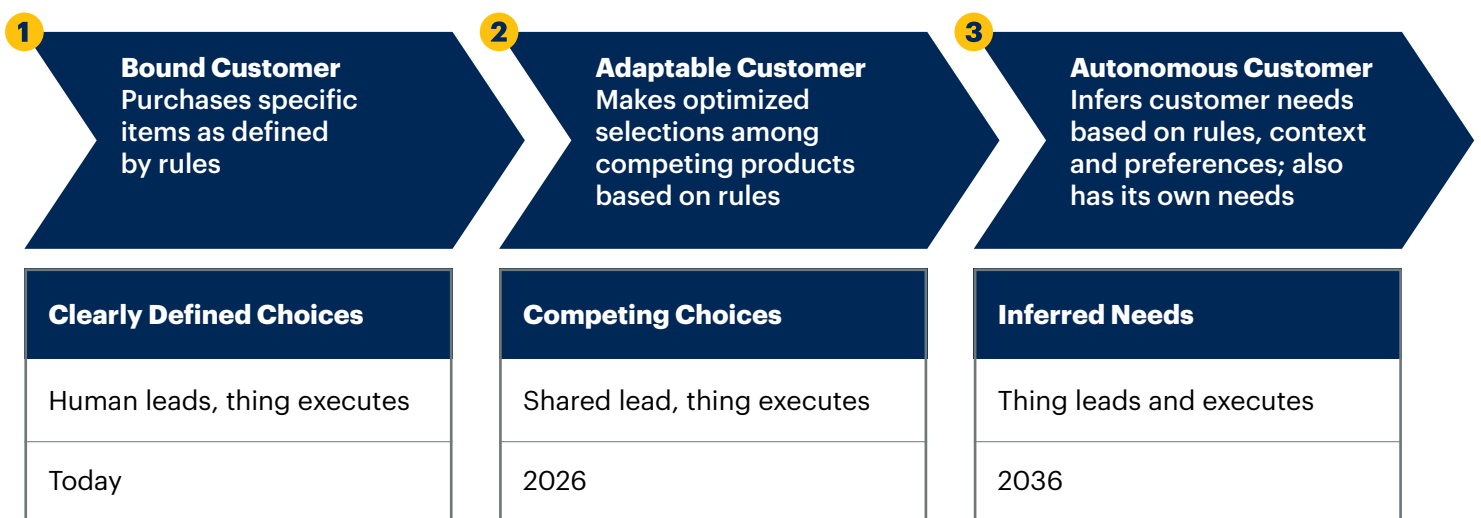 1
Bound Customer
Purchases specific
items as defined
by rules
2
Adaptable Customer
Makes optimized
selections among
competing products
based on rules
3
Autonomous Customer
Infers customer needs
based on rules, context
and preferences; also
has its own needs
Clearly Defined Choices
Human leads, thing executes
Today
Competing Choices
Shared lead, thing executes
2026
Inferred Needs
Thing leads and executes
2036